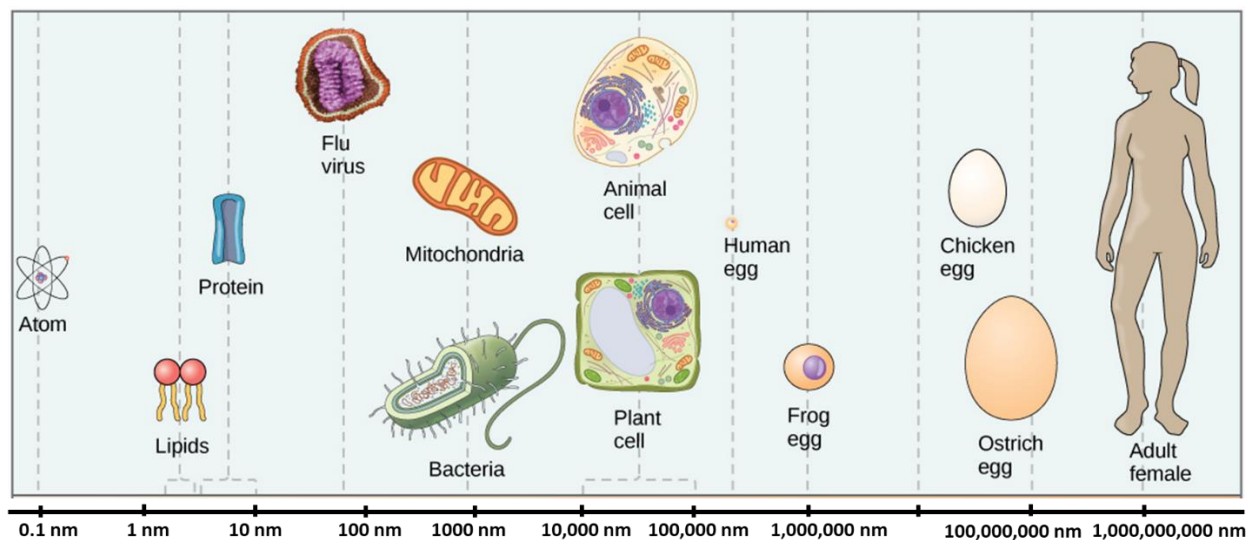 Flu
virus
Animal
cell
Mitochondria
Human
egg
Chicken
egg
Protein
Atom
Lipids
Bacteria
Plant
cell
Frog
egg
Ostrich
egg
Adult
female
0.1 nm 1 nm 10 nm 100 nm 1000 nm 10,000 nm 100,000 nm 1,000,000 nm 100,000,000 nm 1,000,000,000 nm